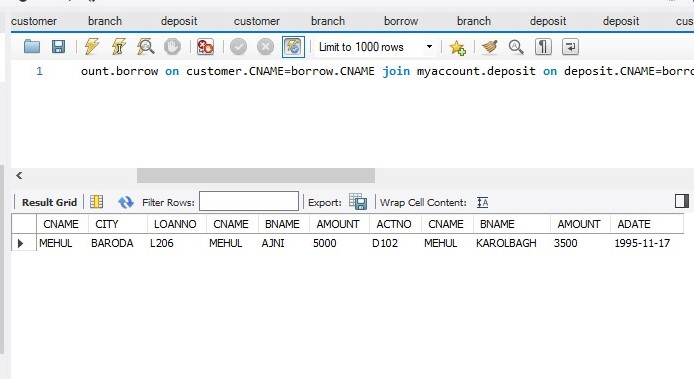 customer branch deposit customer branch borrow branch deposit deposit cus
Limit to 1000 rows
1 ount.borrow on customer.CNAME=borrow.CNAME join myaccount.deposit on deposit.CNAME=borro
Result Grid Filter Rows: Export: Wrap Cell Content: IA
CNAME CITY LOANNO CNAME BNAME AMOUNT ACTNO CNAME BNAME AMOUNT ADATE
MEHUL BARODA L206 MEHUL AJNI 5000 D102 MEHUL KAROLBAGH 3500 1995-11-17